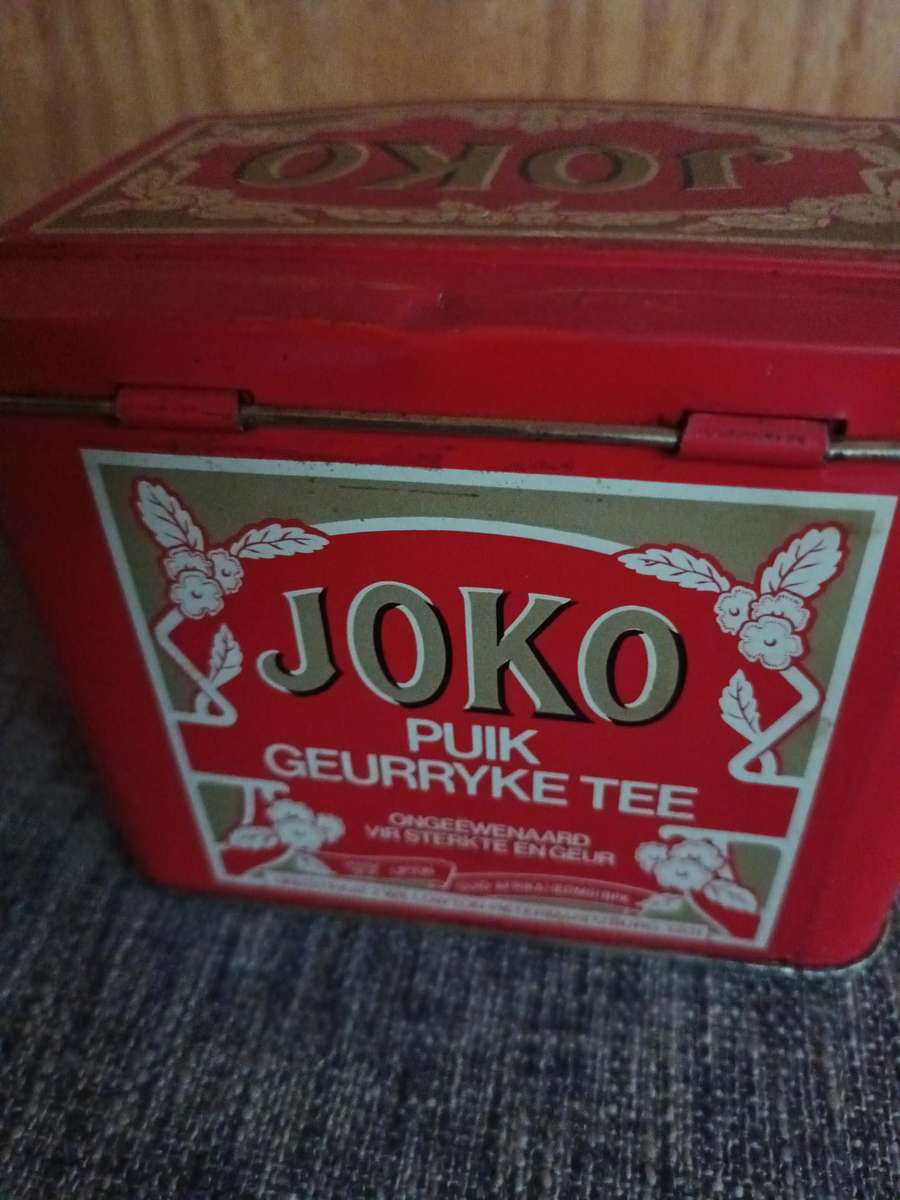 JOKO
JOKO
PUIK
GEURRYKE TEE
ONGEËWENAARD
VIR STERKTE EN GEUR